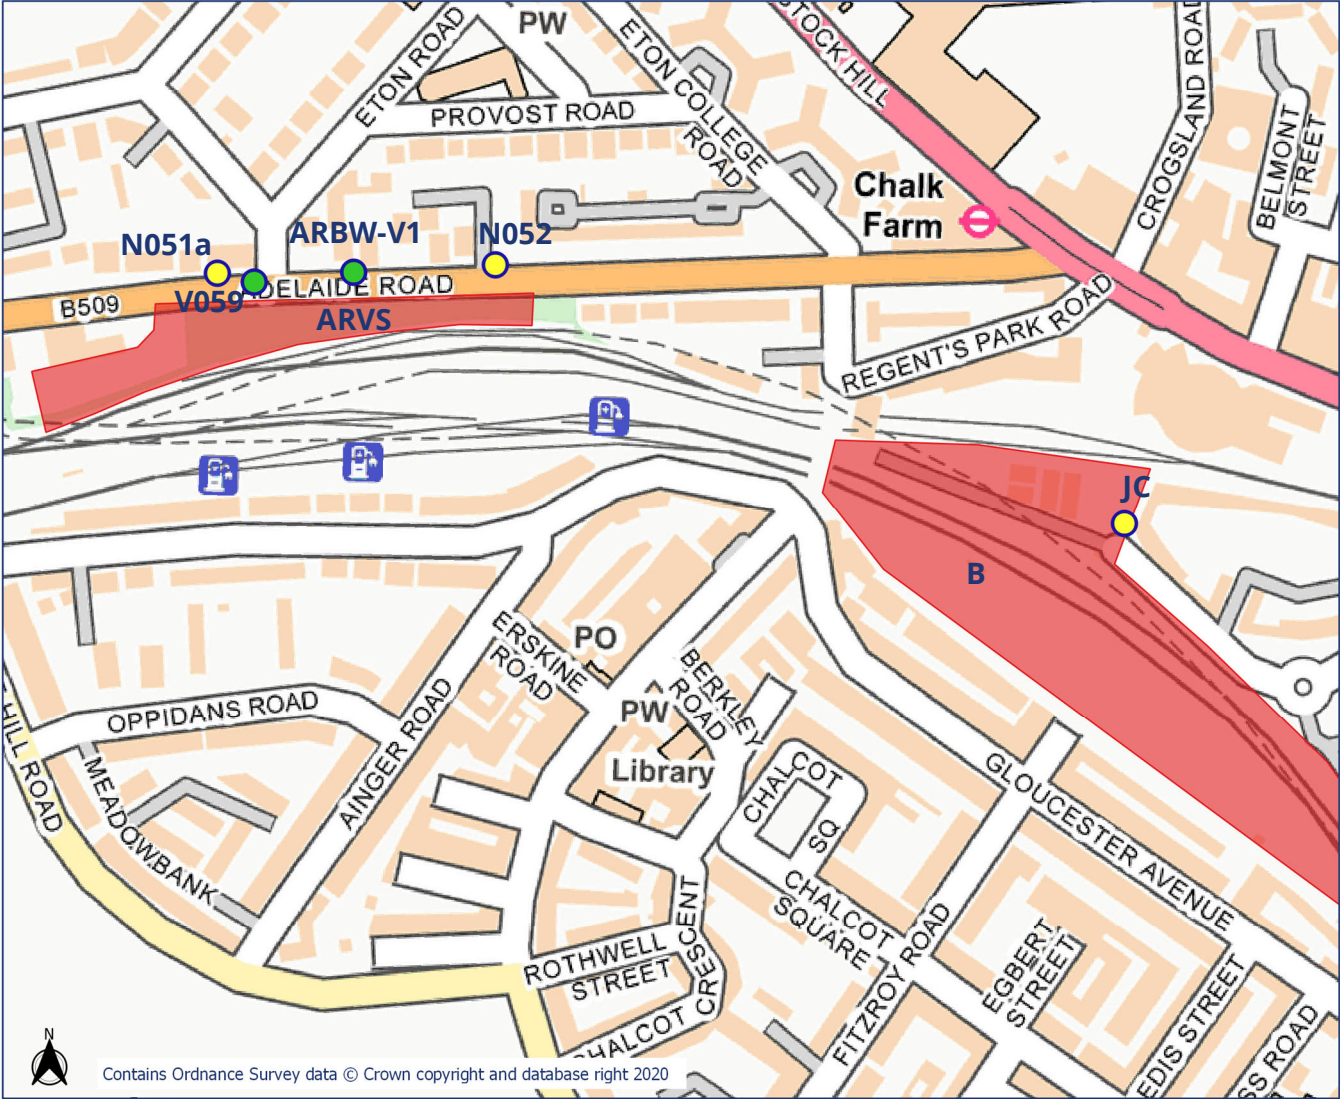 PW
ETON ROAD
ETON COLLEGE
ROAD
STOCK HILL
CROGSLAND ROAD
BELMONT
STREET
PROVOST ROAD
Chalk
Farm
N051a
ARBW-V1
N052
V059
ADELAIDE ROAD
B509
ARVS
REGENT'S PARK ROAD
JC
B
ERSKINE
ROAD
PO
BERKLEY
ROAD
PW
Library
OPPIDANS ROAD
AINGER ROAD
HILL ROAD
MEADOWBANK
CHALCOT
SQ
GLOUCESTER AVENUE
CHALCOT
SQUARE
ROTHWELL
STREET
CHALCOT CRESCENT
FITZROY ROAD
EGBERT
STREET
EDIS STREET
SS ROAD
N
Contains Ordnance Survey data © Crown copyright and database right 2020